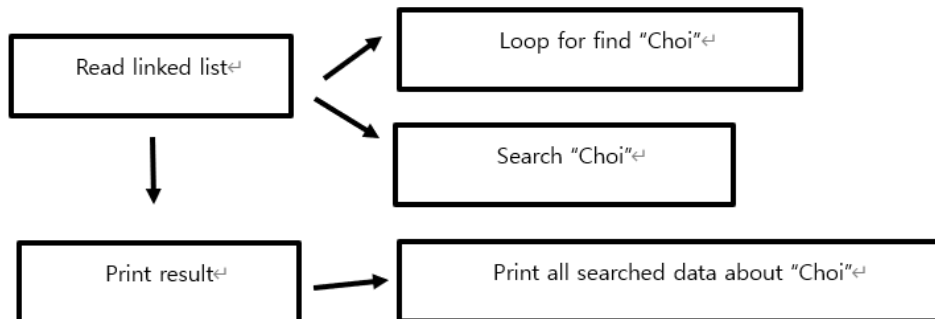 Loop for find “Choi”↵
Read linked list↵
Search “Choi”↵
Print result↵
Print all searched data about “Choi”↵